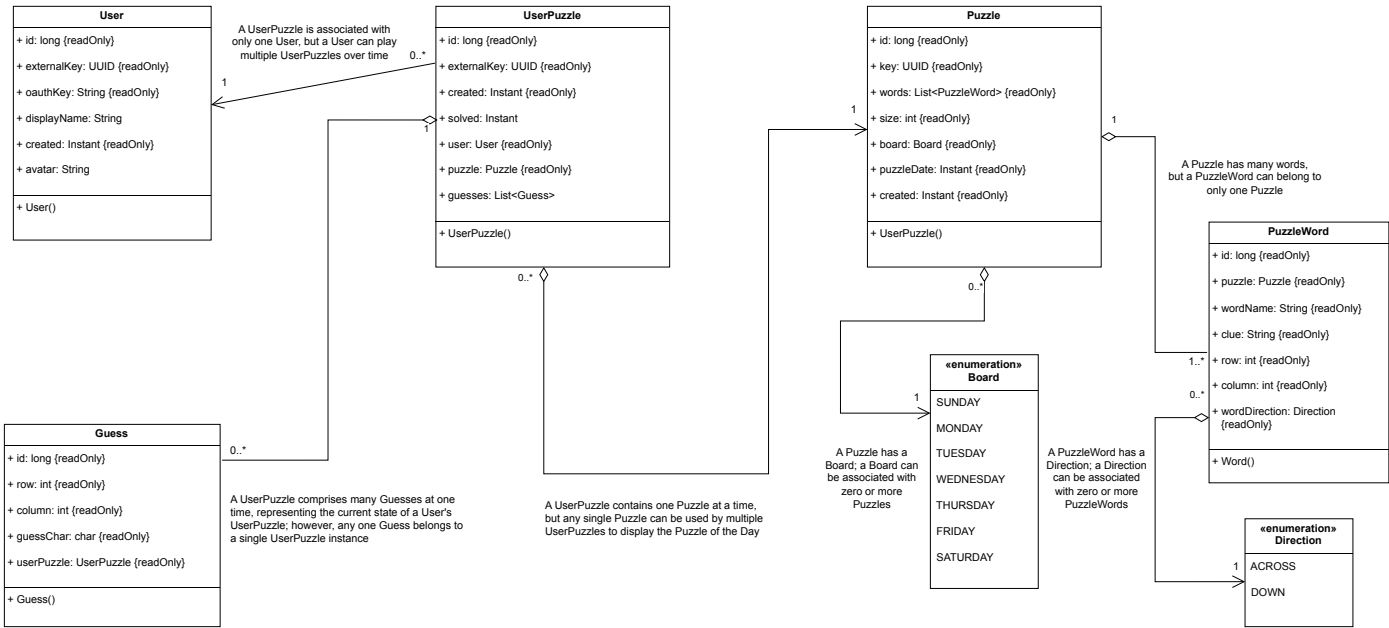 User
+ id: long {readOnly}
+ externalKey: UUID {readOnly}
+ oauthKey: String {readOnly}
+ displayName: String
+ created: Instant {readOnly}
+ avatar: String
+ User()
A UserPuzzle is associated with
only one User, but a User can play
multiple UserPuzzles over time
0..*
1
UserPuzzle
+ id: long {readOnly}
+ externalKey: UUID {readOnly}
+ created: Instant {readOnly}
+ solved: Instant
+ user: User {readOnly}
+ puzzle: Puzzle {readOnly}
+ guesses: List<Guess>
+ UserPuzzle()
1
0..*
1
Puzzle
+ id: long {readOnly}
+ key: UUID {readOnly}
+ words: List<PuzzleWord> {readOnly}
+ size: int {readOnly}
+ board: Board {readOnly}
+ puzzleDate: Instant {readOnly}
+ created: Instant {readOnly}
+ UserPuzzle()
0..*
1
A Puzzle has many words,
but a PuzzleWord can belong to
only one Puzzle
PuzzleWord
+ id: long {readOnly}
+ puzzle: Puzzle {readOnly}
+ wordName: String {readOnly}
+ clue: String {readOnly}
+ row: int {readOnly}
+ column: int {readOnly}
+ wordDirection: Direction
{readOnly}
+ Word()
1..*
0..*
«enumeration»
Board
SUNDAY
MONDAY
TUESDAY
WEDNESDAY
THURSDAY
FRIDAY
SATURDAY
1
A Puzzle has a
Board; a Board can
be associated with
zero or more
Puzzles
A PuzzleWord has a
Direction; a Direction
can be associated
with zero or more
PuzzleWords
«enumeration»
Direction
ACROSS
DOWN
1
Guess
+ id: long {readOnly}
+ row: int {readOnly}
+ column: int {readOnly}
+ guessChar: char {readOnly}
+ userPuzzle: UserPuzzle {readOnly}
+ Guess()
0..*
A UserPuzzle comprises many Guesses at one
time, representing the current state of a User's
UserPuzzle; however, any one Guess belongs to
a single UserPuzzle instance
A UserPuzzle contains one Puzzle at a time,
but any single Puzzle can be used by multiple
UserPuzzles to display the Puzzle of the Day